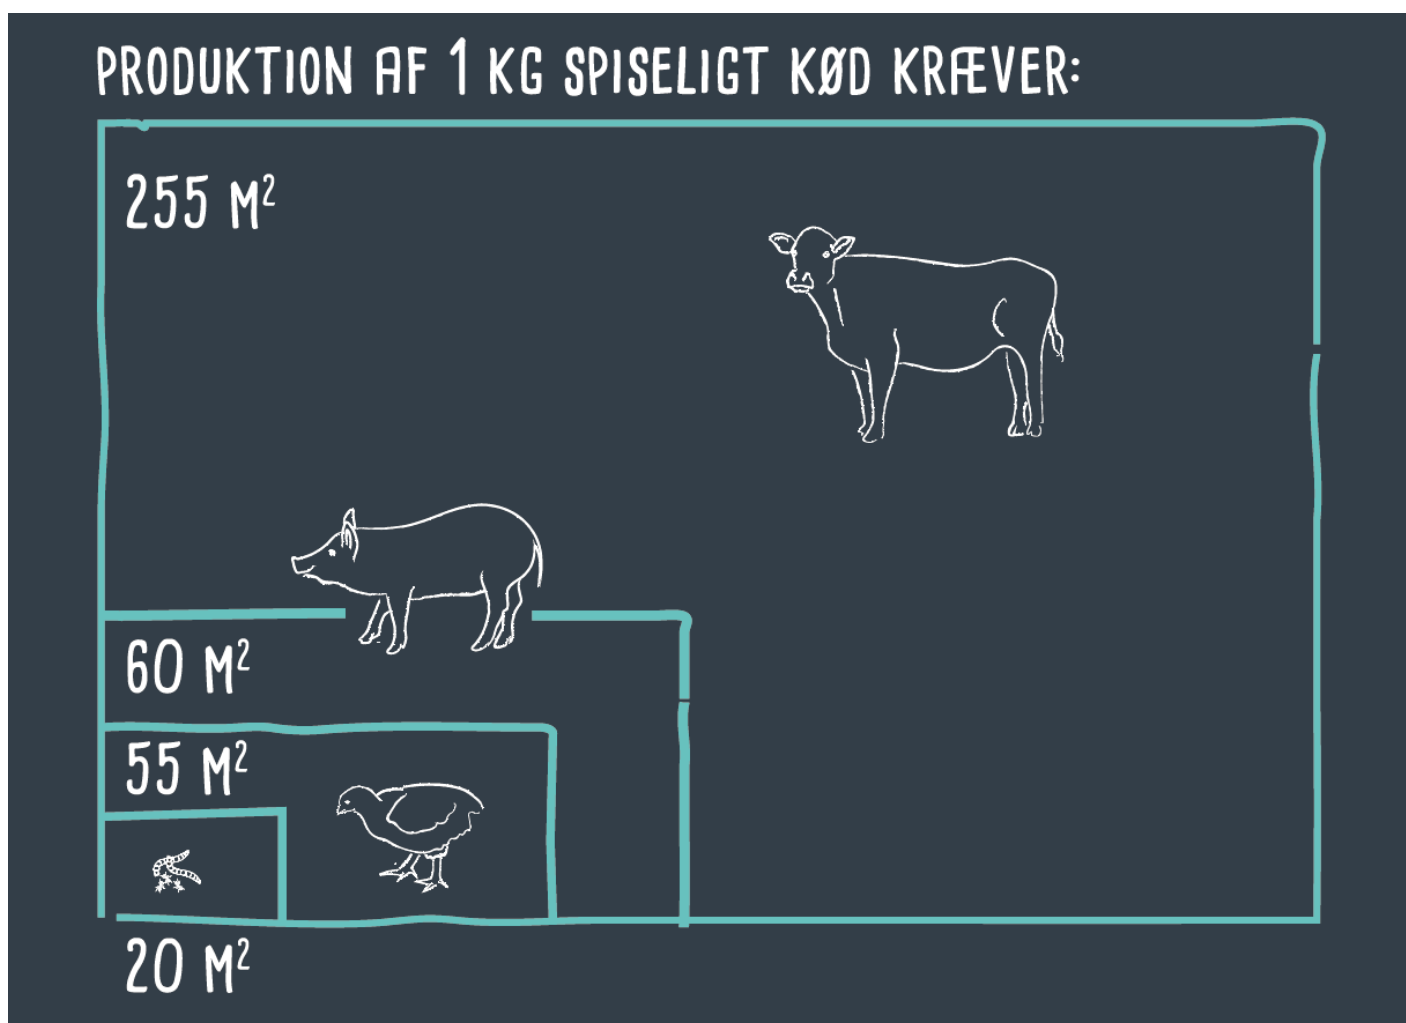 PRODUKTION AF 1 KG SPISELIGT KØD KRÆVER:
255 M²
60 M²
55 M²
20 M²